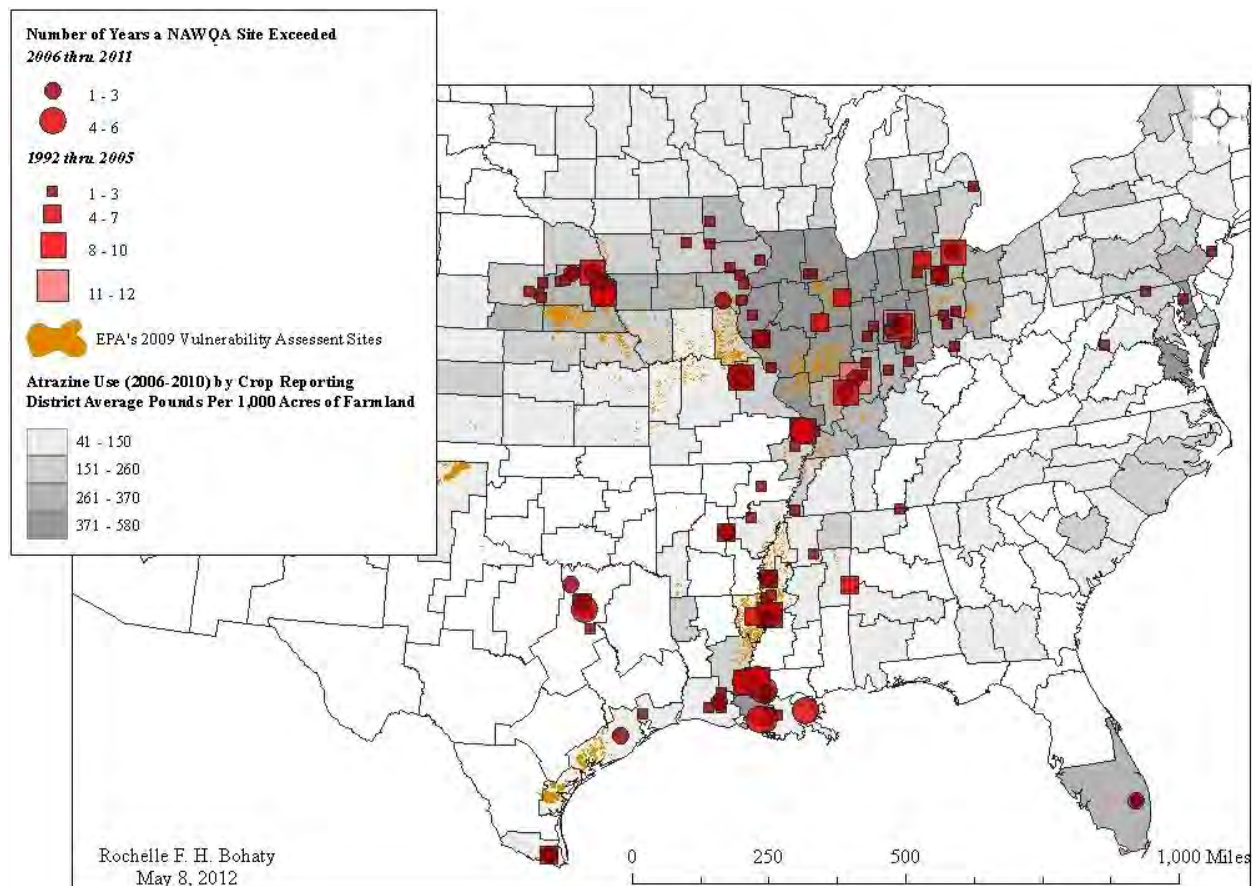 Number of Years a NAWQA Site Exceeded
2006 thru 2011
1 - 3
4 - 6
1992 thru 2005
1 - 3
4 - 7
8 - 10
11 - 12
EPA's 2009 Vulnerability Assessent Sites
Atrazine Use (2006-2010) by Crop Reporting
District Average Pounds Per 1,000 Acres of Farmland
41 - 150
151 - 260
261 - 370
371 - 580
Rochelle F. H. Bohaty
May 8, 2012
0 250 500 1,000 Miles